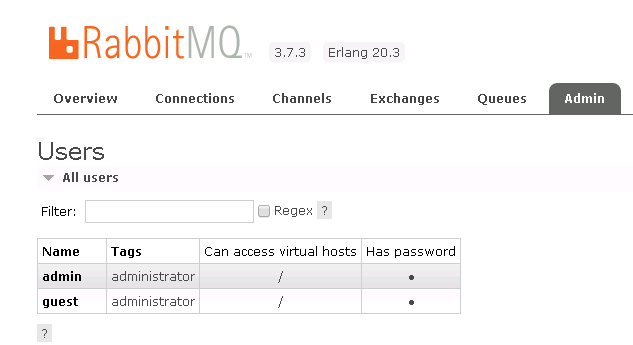 RabbitMQ™ 3.7.3 Erlang 20.3
Overview Connections Channels Exchanges Queues Admin
Users
All users
Filter: Regex ?
Name Tags Can access virtual hosts Has password
admin administrator / •
guest administrator / •
?